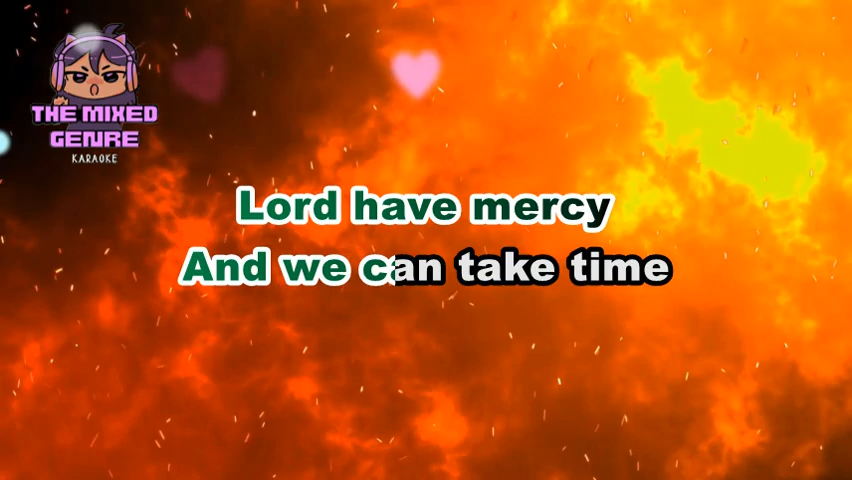 THE MIXED
GENRE
KARAOKE
Lord have mercy
And we can take time